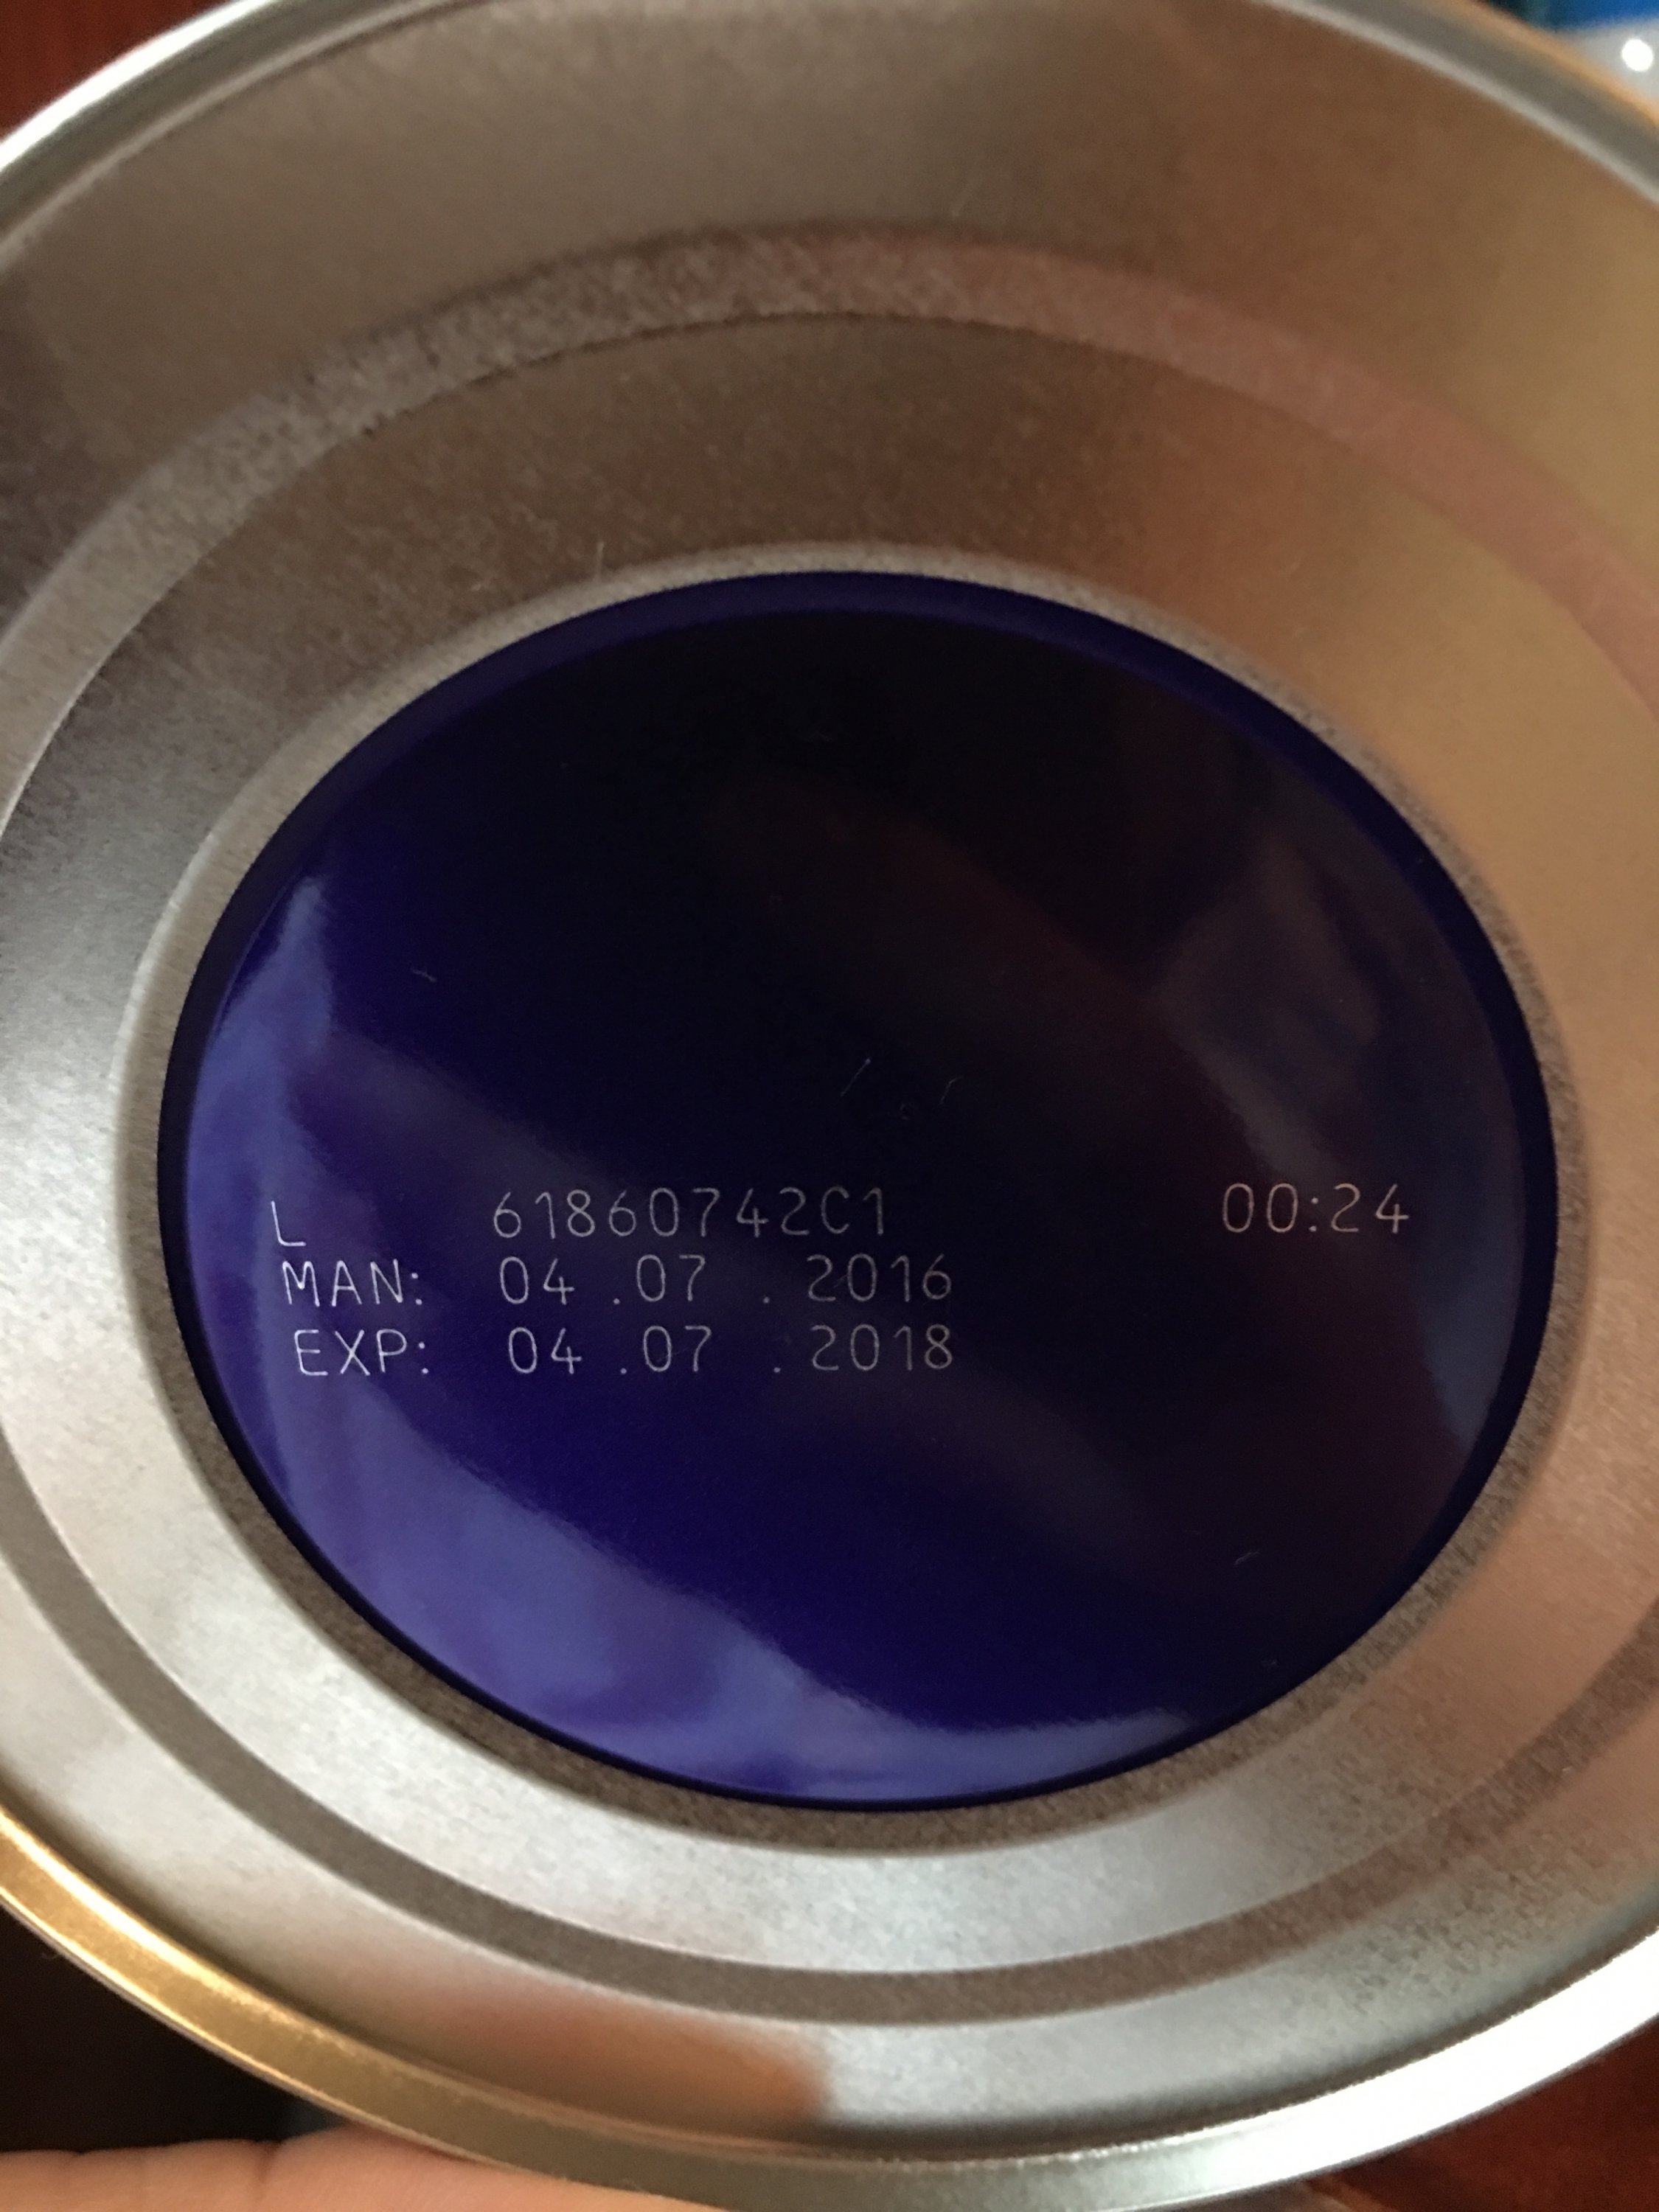 L 61860742C1 00:24
MAN: 04 .07 . 2016
EXP: 04 .07 . 2018